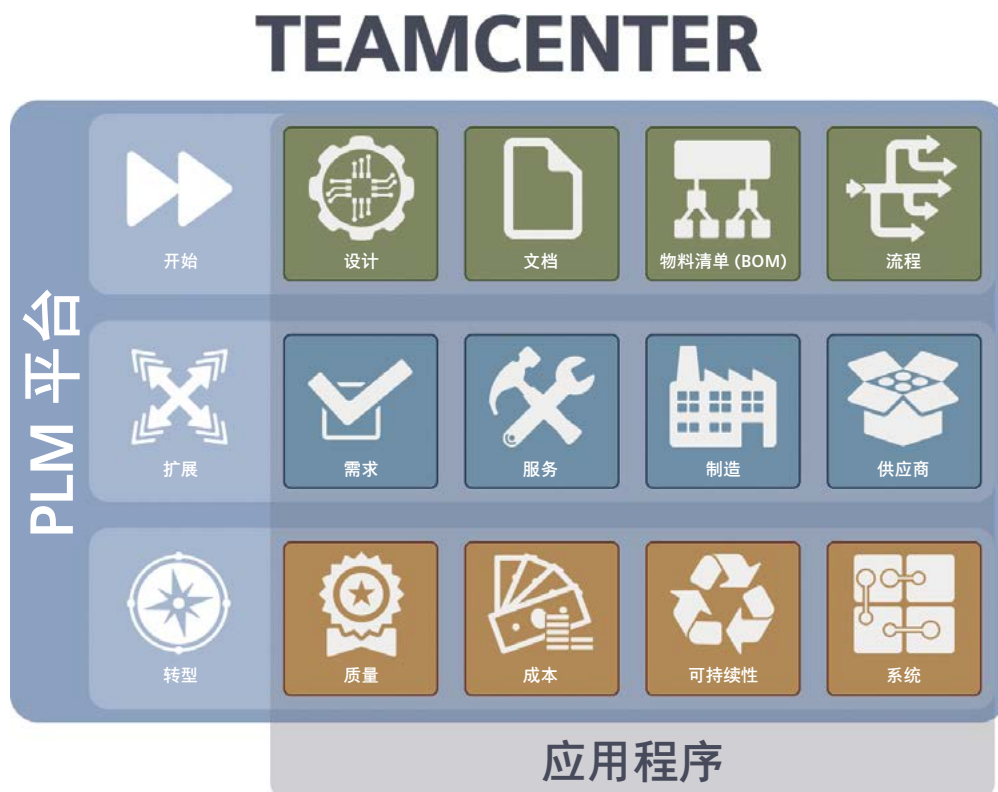 TEAMCENTER
PLM 平台
开始
设计
文档
物料清单 (BOM)
流程
扩展
需求
服务
制造
供应商
转型
质量
成本
可持续性
系统
应用程序